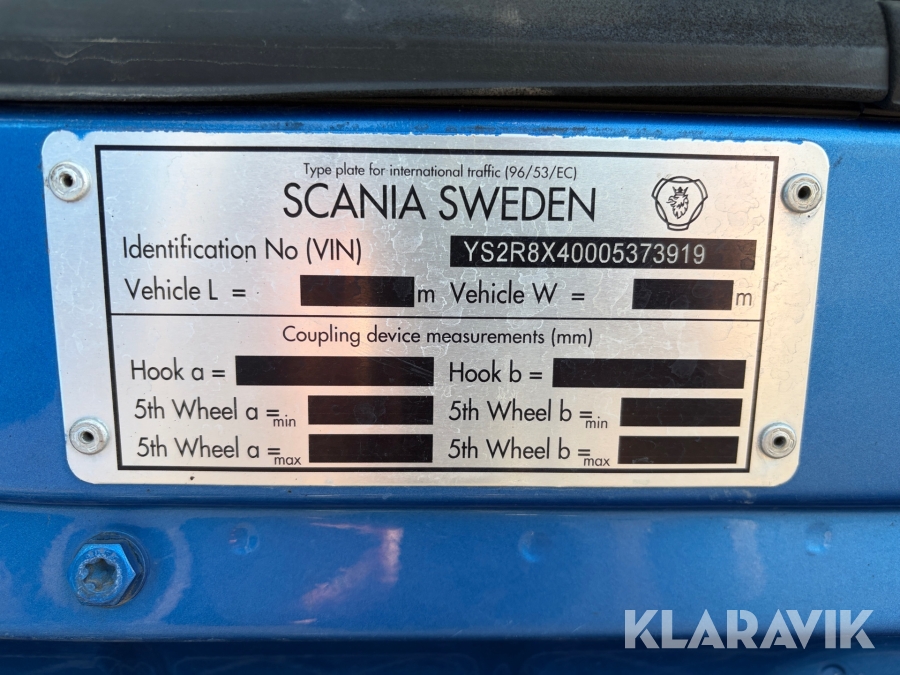 Type plate for international traffic (96/53/EC)
SCANIA SWEDEN
Identification No (VIN) YS2R8X40005373919
Vehicle L = m Vehicle W = m
Coupling device measurements (mm)
Hook a = Hook b =
5th Wheel a =min 5th Wheel b =min
5th Wheel a =max 5th Wheel b =max
KLARAVIK